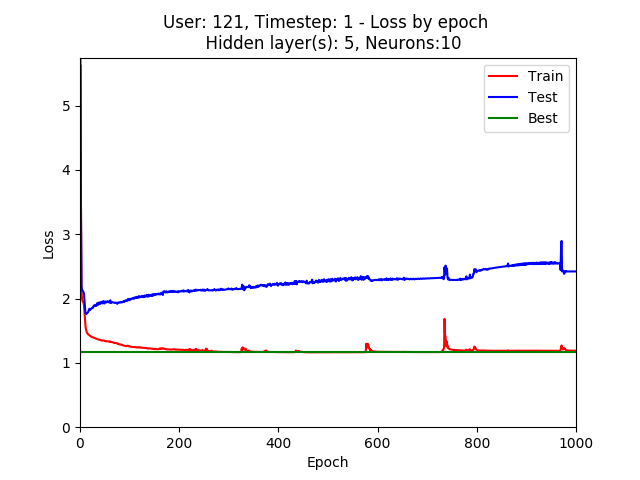 User: 121, Timestep: 1 - Loss by epoch
Hidden layer(s): 5, Neurons:10
Train
Test
Best
Loss
5
4
3
2
1
0
0 200 400 600 800 1000
Epoch